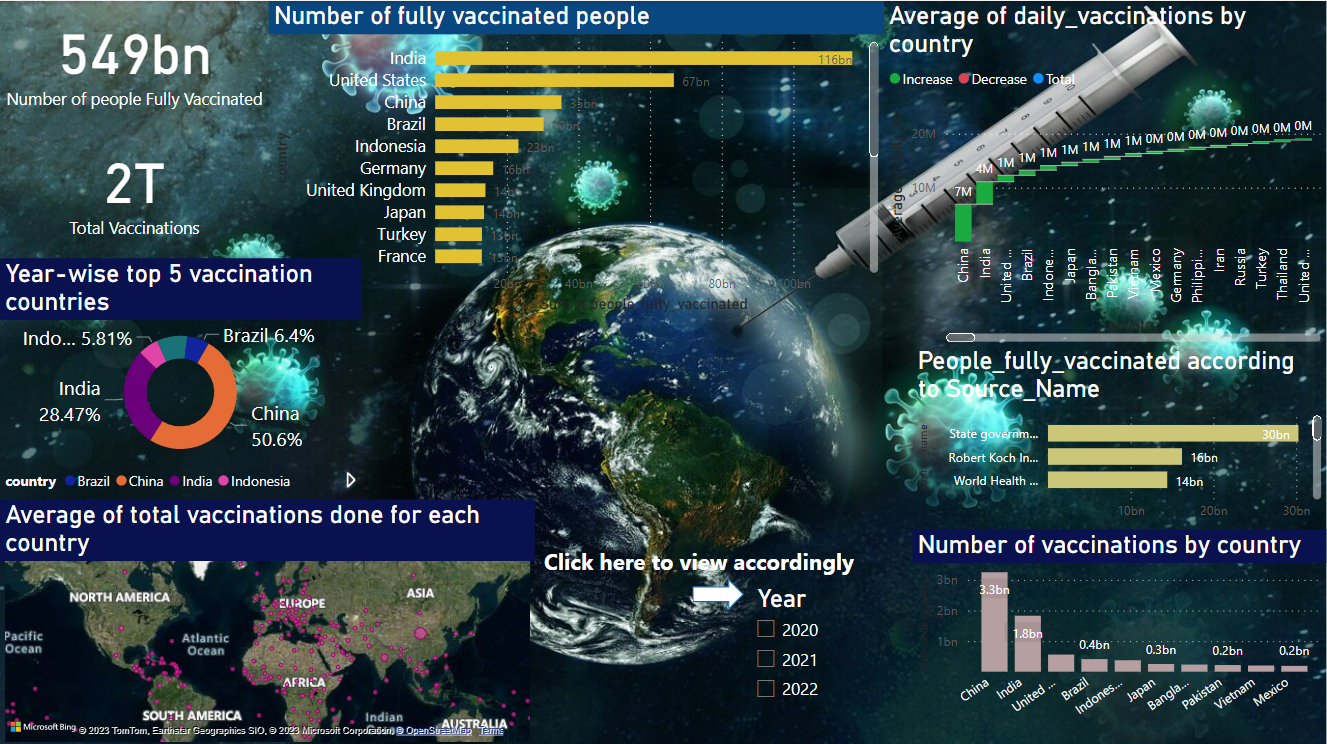 549bn
Number of people Fully Vaccinated
2T
Total Vaccinations
Number of fully vaccinated people
India
116bn
United States
67bn
China
35bn
Brazil
Indonesia
23bn
Germany
16bn
United Kingdom
14bn
Japan
14bn
Turkey
13bn
France
13bn
20bn
40bn
80bn
100bn
people_fully_vaccinated
Average of daily_vaccinations by
country
Increase Decrease Total
20M
10M
7M
4M
1M 1M 1M 1M 1M 1M 1M 0M 0M 0M 0M 0M 0M 0M 0M
China
India
United ...
Brazil
Indone...
Japan
Bangla...
Pakistan
Vietnam
Mexico
Germany
Philippi...
Iran
Russia
Turkey
Thailand
United ...
Year-wise top 5 vaccination
countries
Indo... 5.81%
Brazil 6.4%
India
28.47%
China
50.6%
country Brazil China India Indonesia
People_fully_vaccinated according
to Source_Name
State governm...
30bn
Robert Koch In...
16bn
World Health ...
14bn
10bn
20bn
30bn
Average of total vaccinations done for each
country
NORTH AMERICA
EUROPE
ASIA
Pacific
Ocean
Atlantic
Ocean
AFRICA
SOUTH AMERICA
Indian
AUSTRALIA
Microsoft Bing
© 2023 TomTom, Earthstar Geographics SIO, © 2023 Microsoft Corporation, © OpenStreetMap Terms
Click here to view accordingly
Year
2020
2021
2022
Number of vaccinations by country
3bn
2bn
1bn
3.3bn
1.8bn
0.4bn
0.3bn
0.2bn
0.2bn
China
India
United ...
Brazil
Indones...
Japan
Bangla...
Pakistan
Vietnam
Mexico